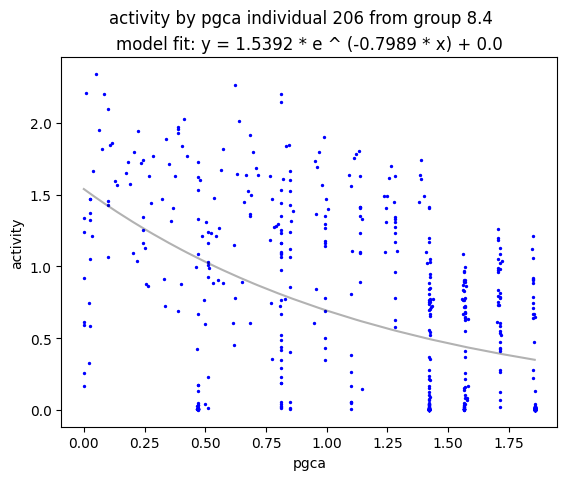 activity by pgca individual 206 from group 8.4
model fit: y = 1.5392 * e ^ (-0.7989 * x) + 0.0
2.0
1.5
1.0
0.5
0.0
activity
0.00 0.25 0.50 0.75 1.00 1.25 1.50 1.75
pgca